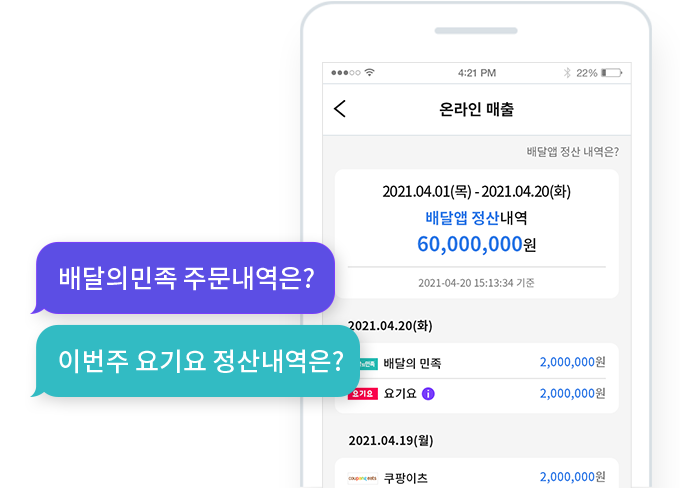 4:21 PM
22%
온라인 매출
배달앱 정산 내역은?
2021.04.01(목) - 2021.04.20(화)
배달앱 정산내역
60,000,000원
2021-04-20 15:13:34 기준
배달의민족 주문내역은?
이번주 요기요 정산내역은?
2021.04.20(화)
배달의 민족 2,000,000원
요기요 요기요 i 2,000,000원
2021.04.19(월)
coupang eats 쿠팡이츠 2,000,000원